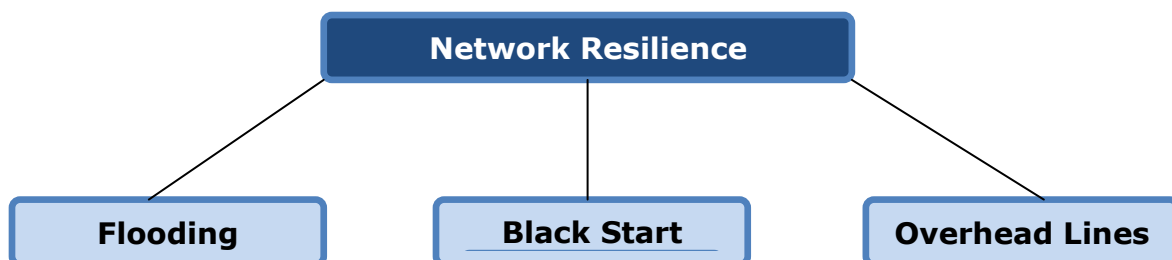 Network Resilience
Flooding
Black Start
Overhead Lines